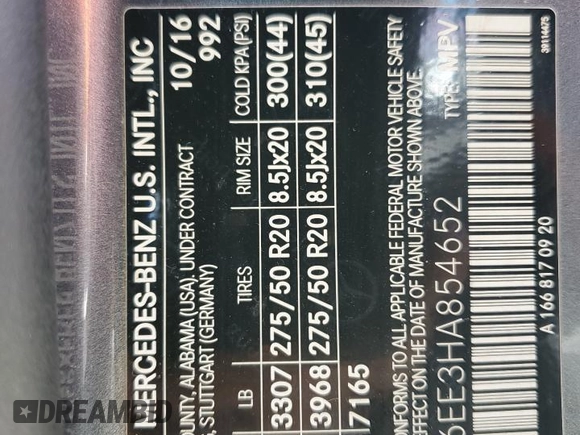 MERCEDES-BENZ U.S. INTL., INC
10/16
992
COUNTY, ALABAMA (USA), UNDER CONTRACT
STUTTGART (GERMANY)
LB TIRES RIM SIZE COLD KPA (PSI)
3307 275/50 R20 8.5Jx20 300(44)
3968 275/50 R20 8.5Jx20 310(45)
7165
TO ALL APPLICABLE FEDERAL MOTOR VEHICLE SAFETY
EFFECT ON THE DATE OF MANUFACTURE SHOWN ABOVE.
6EE3HA854652 TYPE: MPV
A 166 817 09 20
39114475
DREAMBID